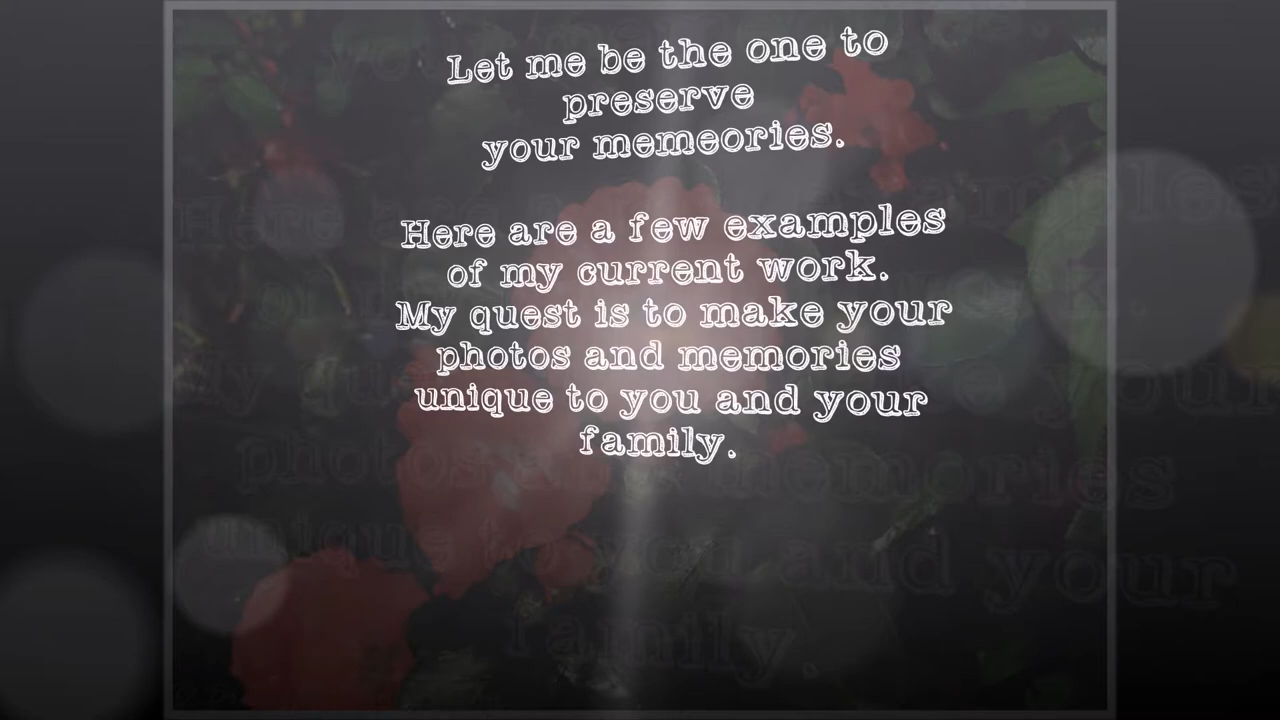 Let me be the one to
preserve
your memeories.
Here are a few examples
of my current work.
My quest is to make your
photos and memories
unique to you and your
family.